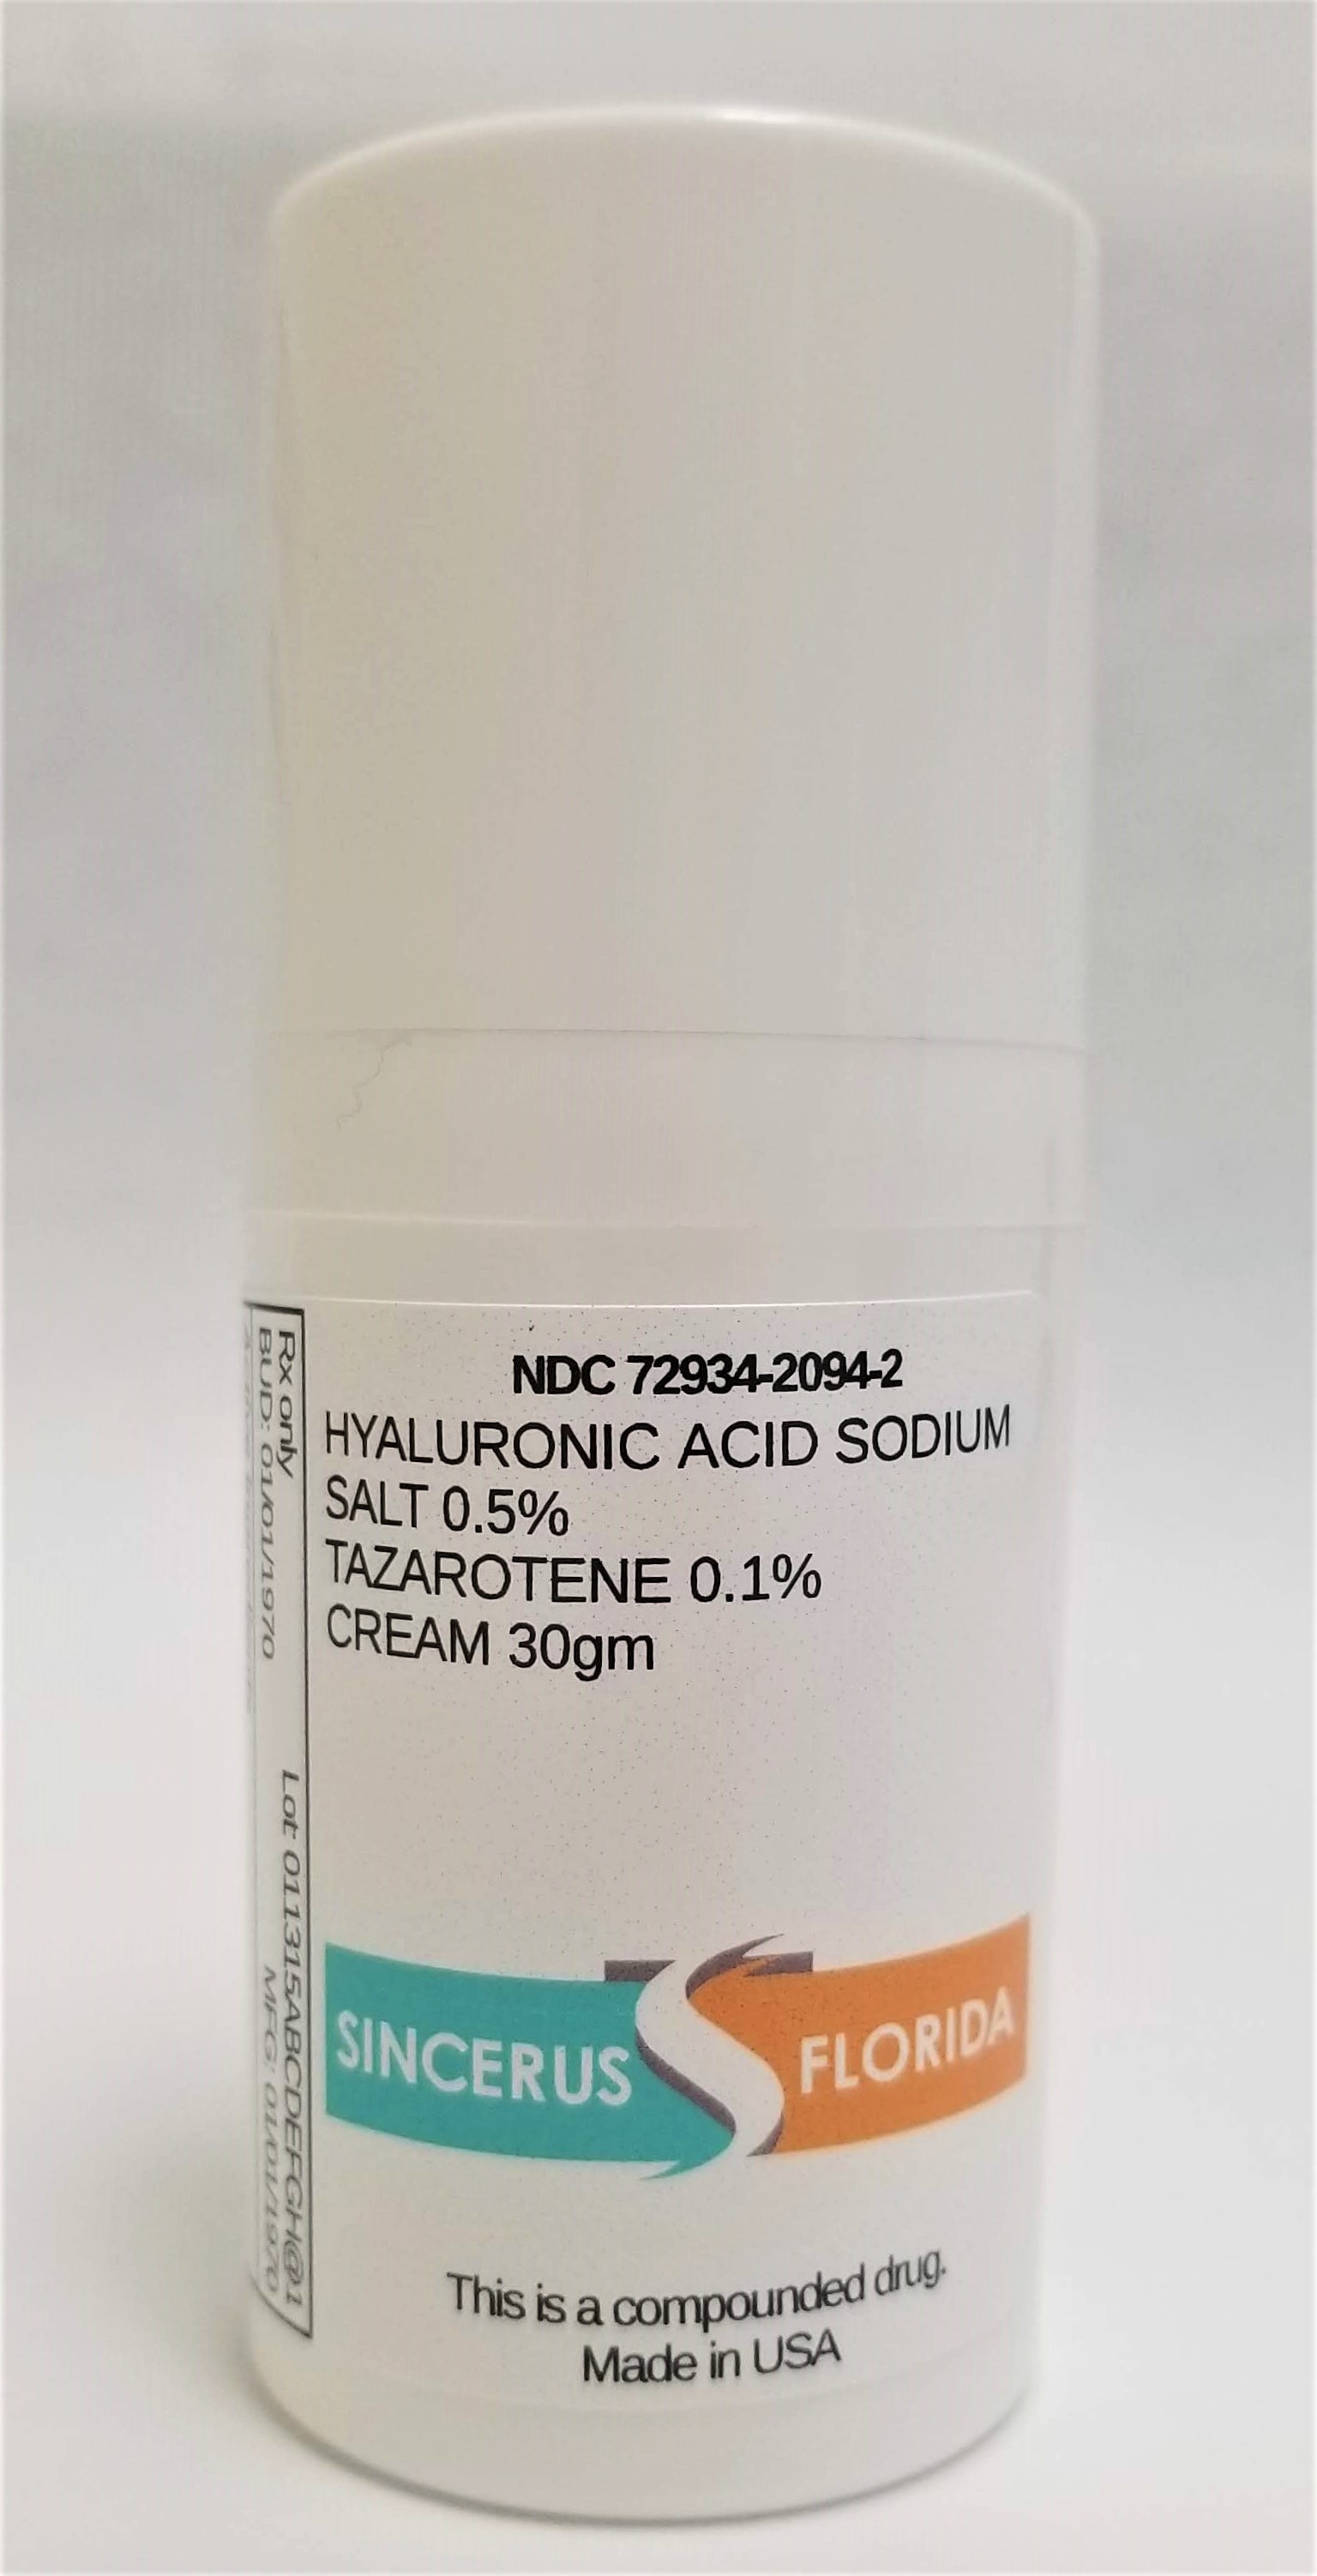 NDC 72934-2094-2
HYALURONIC ACID SODIUM
SALT 0.5%
TAZAROTENE 0.1%
CREAM 30gm
SINCERUS FLORIDA
This is a compounded drug.
Made in USA
Rx only Lot: 011315ABCDEFGHI@1
BUD: 01/01/1970 MFG: 01/01/1970